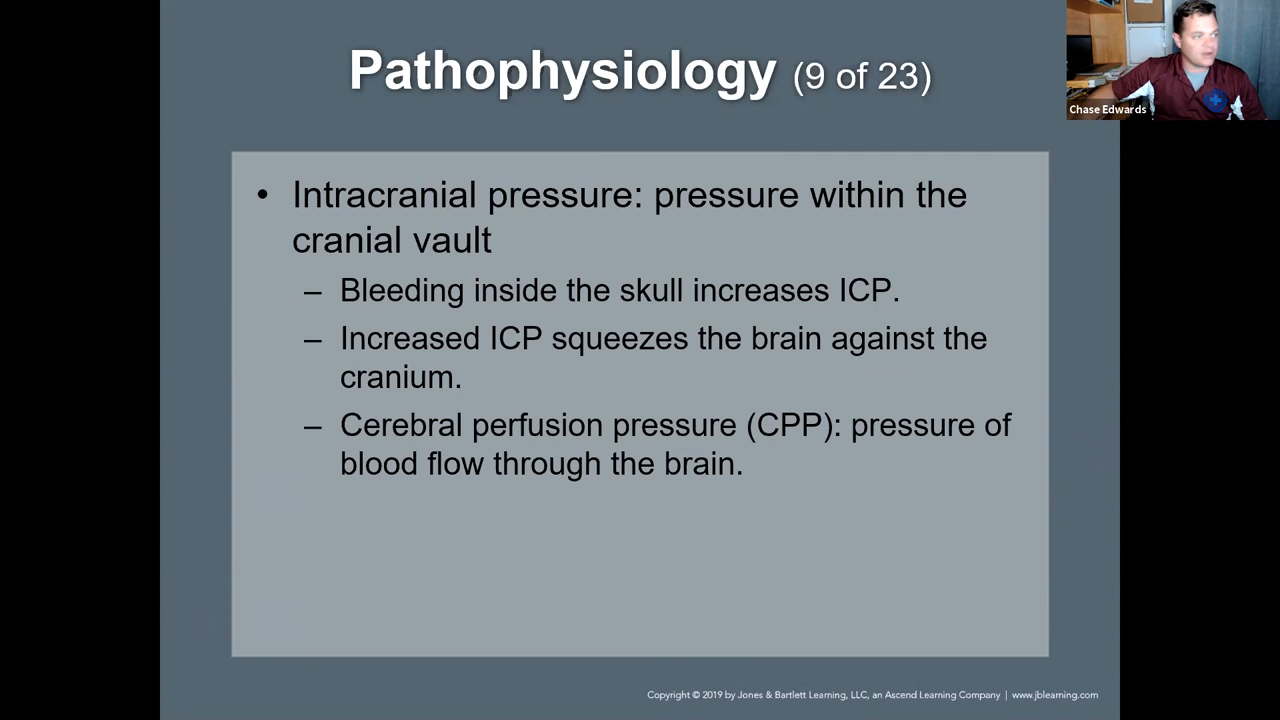 Pathophysiology (9 of 23)
Chase Edwards
• Intracranial pressure: pressure within the
cranial vault
– Bleeding inside the skull increases ICP.
– Increased ICP squeezes the brain against the
cranium.
– Cerebral perfusion pressure (CPP): pressure of
blood flow through the brain.
Copyright © 2019 by Jones & Bartlett Learning, LLC, an Ascend Learning Company | www.jblearning.com